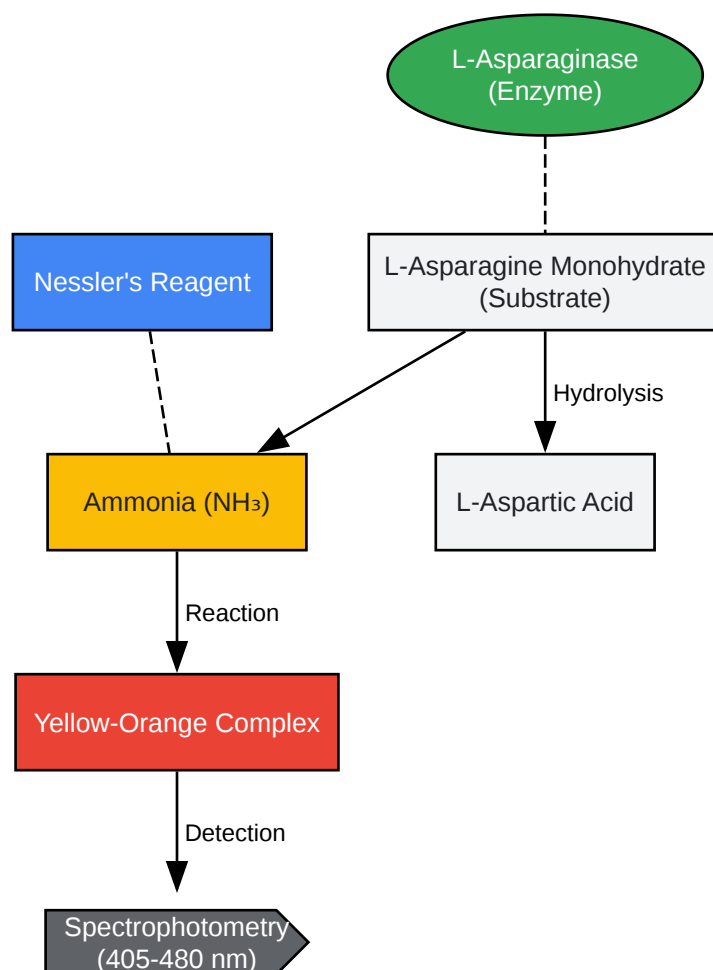 L-Asparaginase
(Enzyme)
Nessler's Reagent
L-Asparagine Monohydrate
(Substrate)
Hydrolysis
Ammonia (NH₃)
L-Aspartic Acid
Reaction
Yellow-Orange Complex
Detection
Spectrophotometry
(405-480 nm)